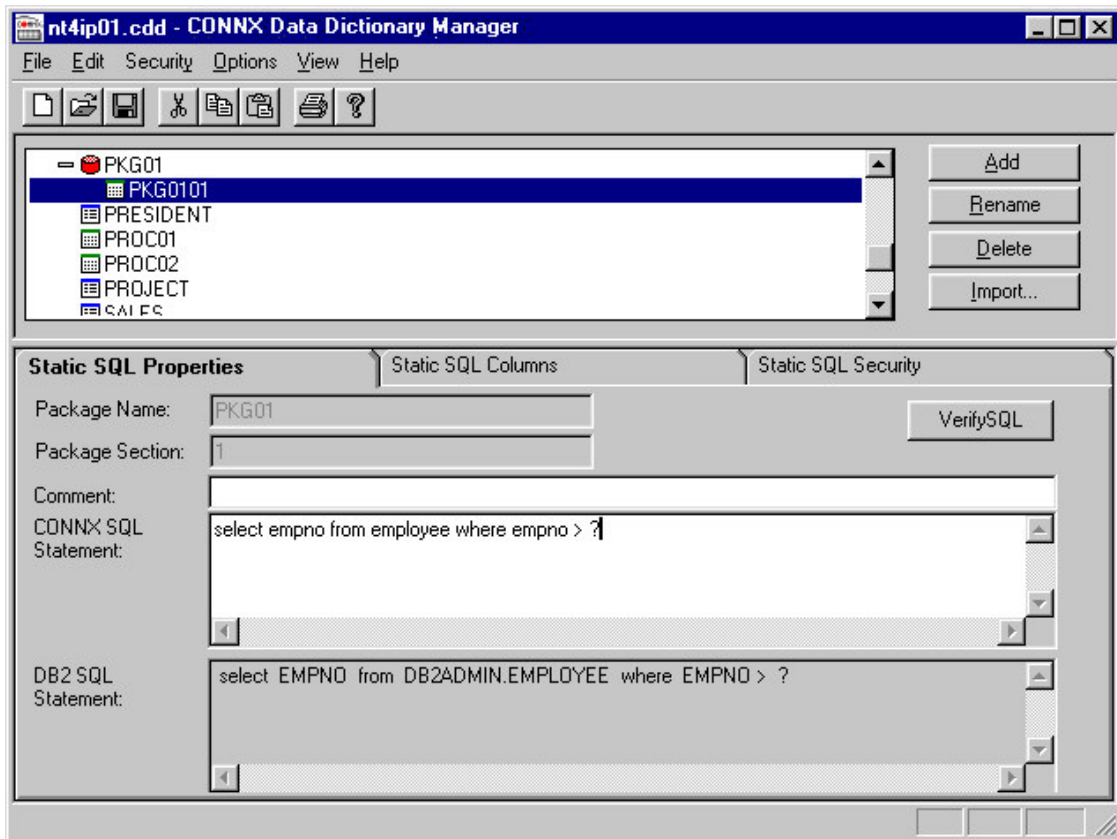 nt4ip01.cdd - CONNX Data Dictionary Manager
File Edit Security Options View Help
PKG01
PKG0101
PRESIDENT
PROC01
PROC02
PROJECT
SALES
Add
Rename
Delete
Import...
Static SQL Properties
Static SQL Columns
Static SQL Security
Package Name:
PKG01
VerifySQL
Package Section:
1
Comment:
CONNX SQL
Statement:
select empno from employee where empno > ?
DB2 SQL
Statement:
select EMPNO from DB2ADMIN.EMPLOYEE where EMPNO > ?